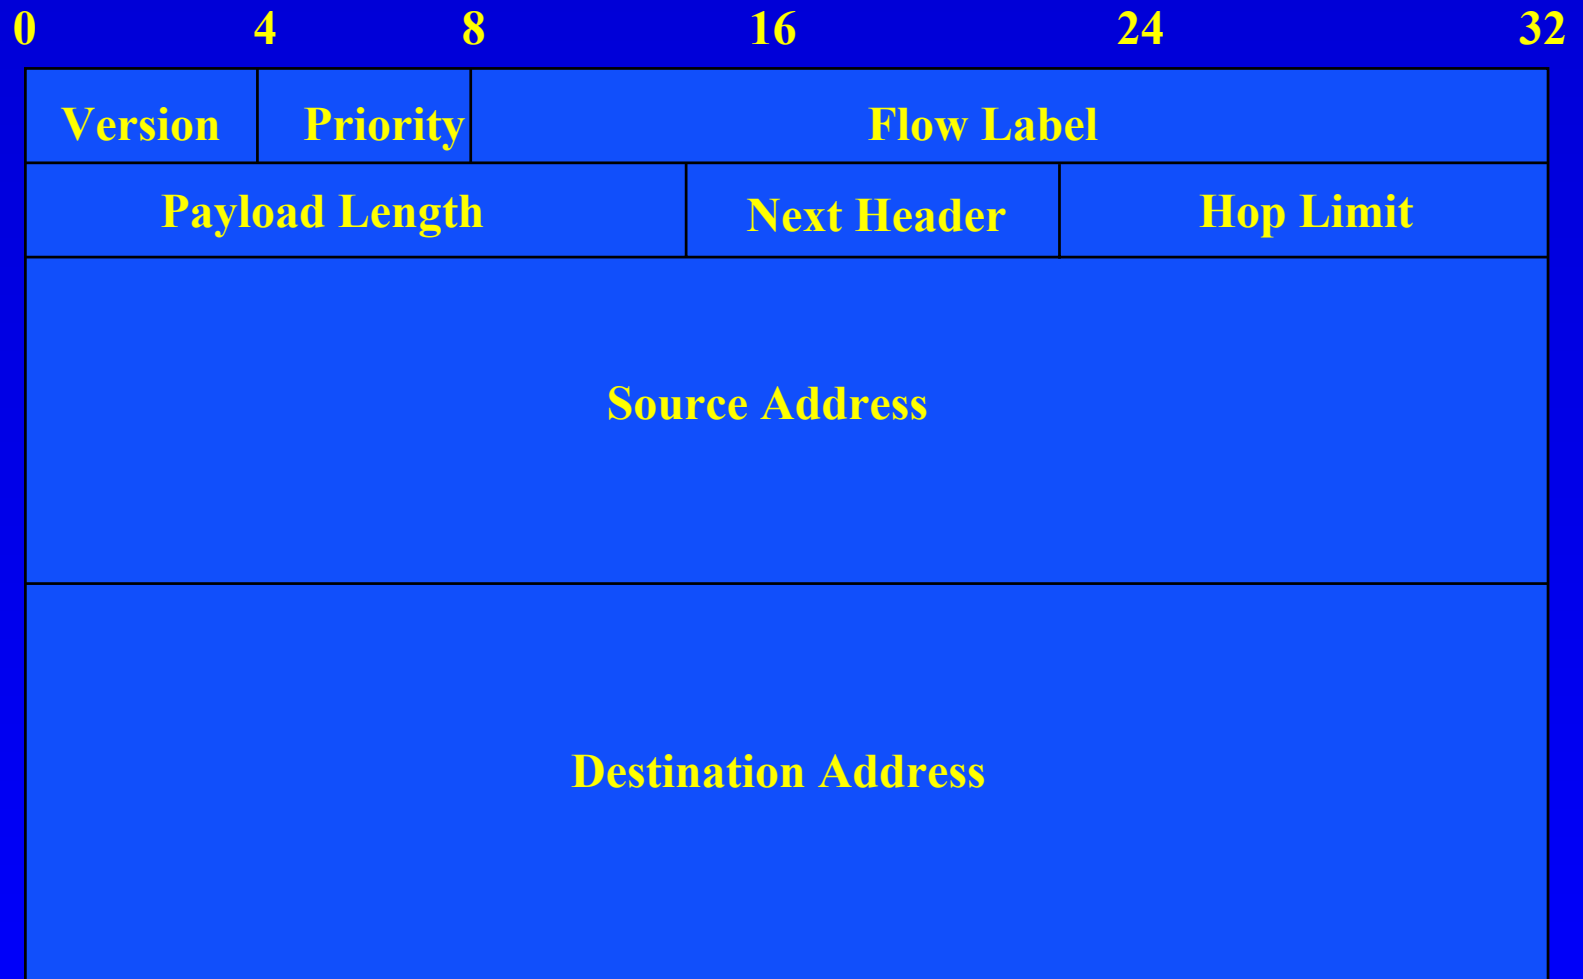 0 4 8 16 24 32
Version Priority Flow Label
Payload Length Next Header Hop Limit
Source Address
Destination Address